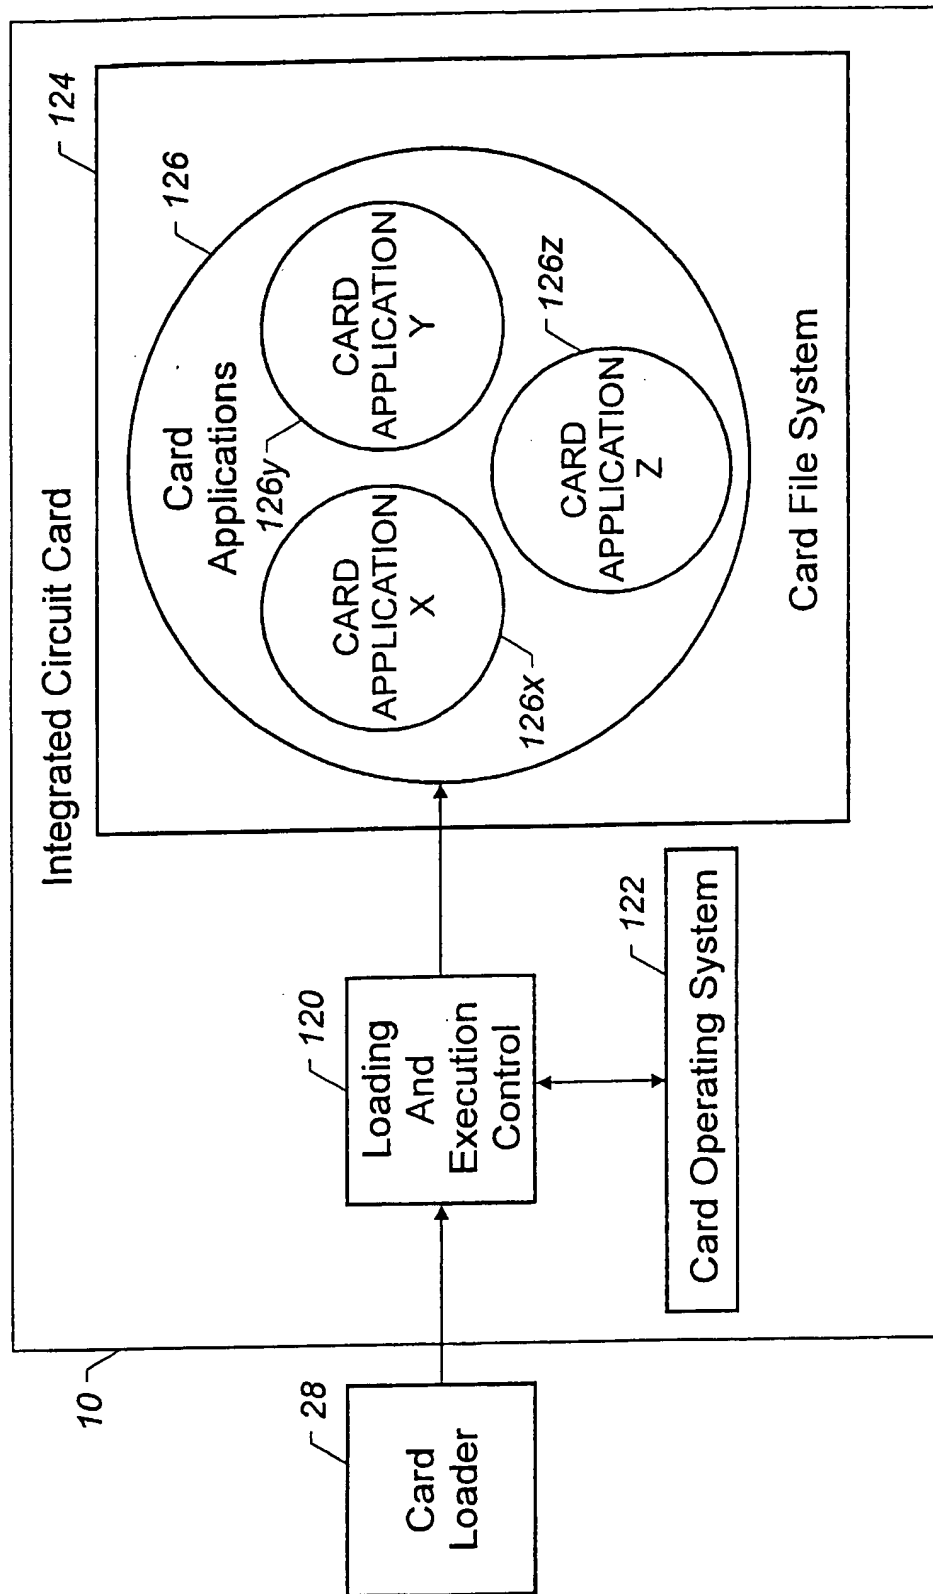 Integrated Circuit Card
10
124
Card
Applications
126
CARD
APPLICATION
X
126x
CARD
APPLICATION
Y
126y
CARD
APPLICATION
Z
126z
Card File System
Loading
And
Execution
Control
120
Card Operating System
122
Card
Loader
28